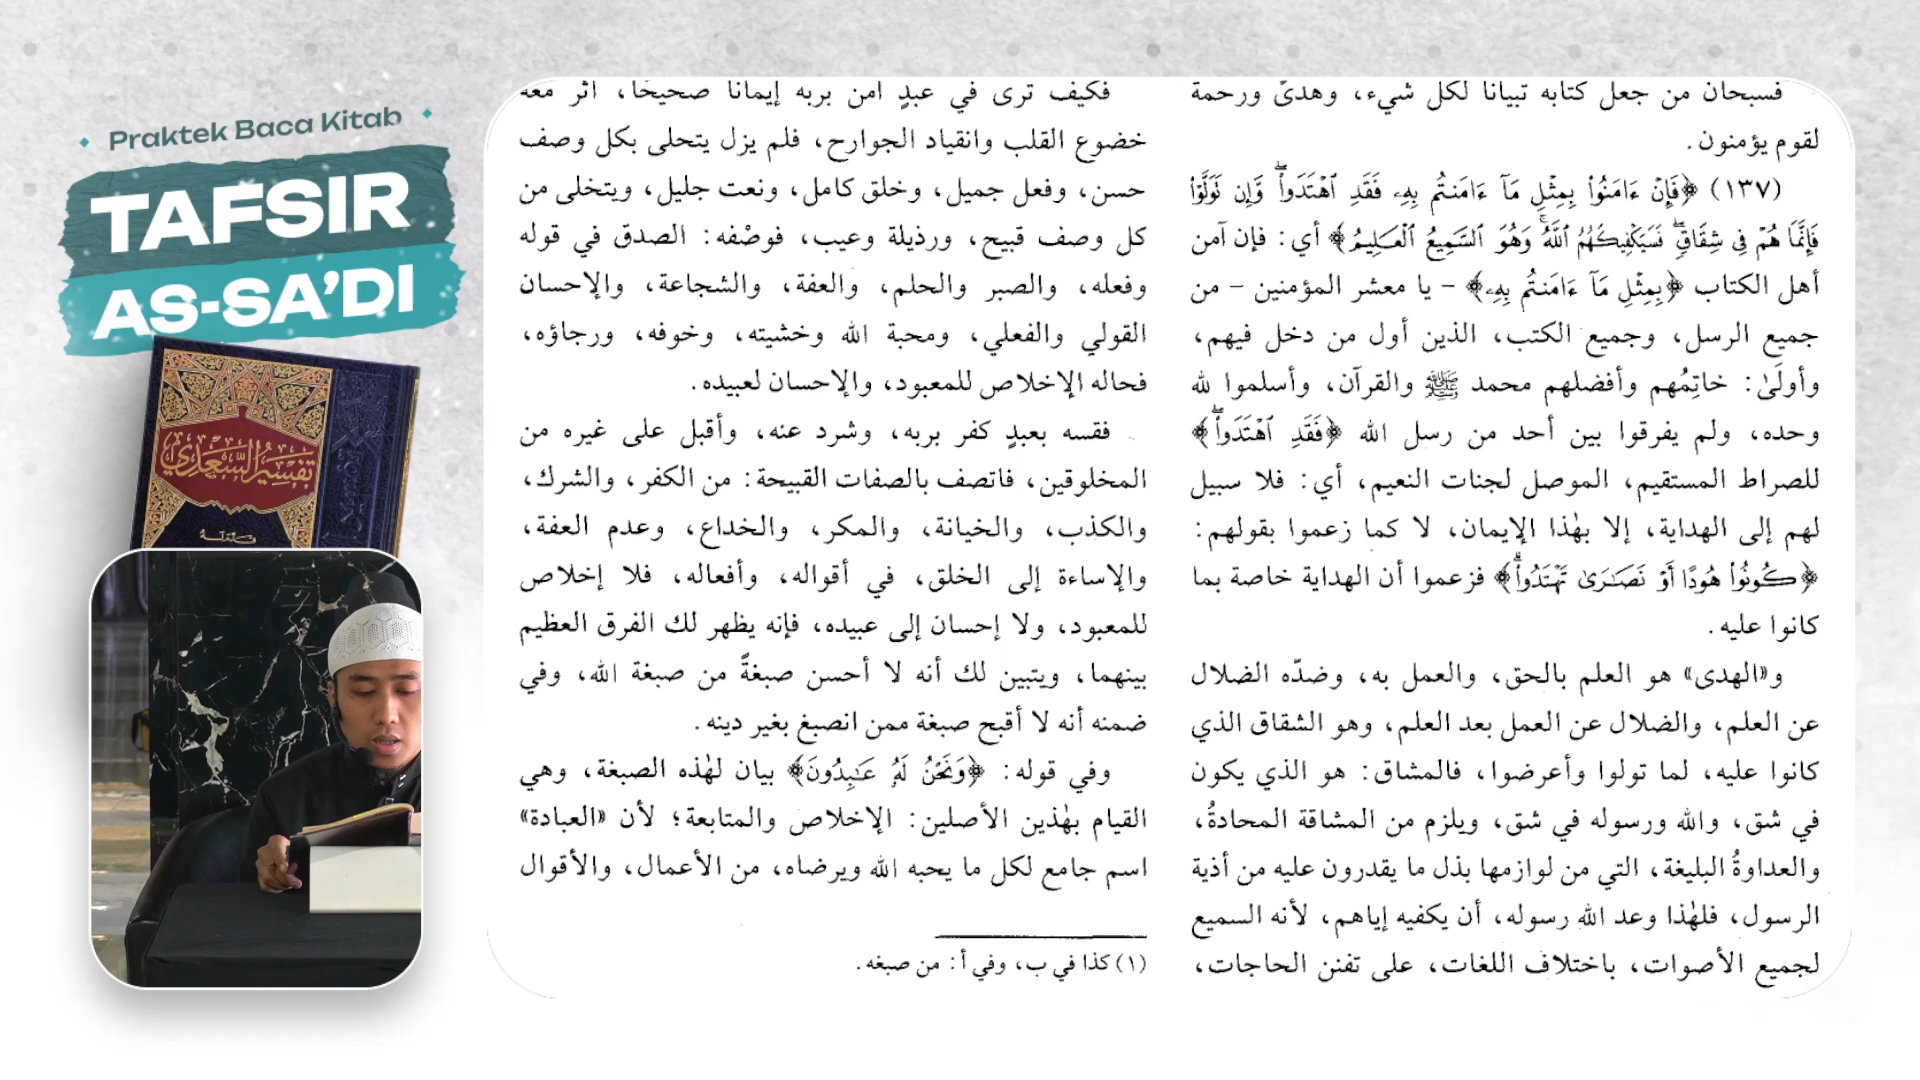 Praktek Baca Kitab
TAFSIR
AS-SA'DI
تفسير السعدي
فسبحان من جعل كتابه تبيانا لكل شيء، وهدىً ورحمة
لقوم يؤمنون.
(١٣٧) ﴿فَإِنْ ءَامَنُوا۟ بِمِثْلِ مَآ ءَامَنتُم بِهِۦ فَقَدِ ٱهْتَدَوا۟ ۖ وَّإِن تَوَلَّوْا۟
فَإِنَّمَا هُمْ فِى شِقَاقٍ ۖ فَسَيَكْفِيكَهُمُ ٱللَّهُ ۚ وَهُوَ ٱلسَّمِيعُ ٱلْعَلِيمُ﴾ أي: فإن آمن
أهل الكتاب ﴿بِمِثْلِ مَآ ءَامَنتُم بِهِۦ﴾ - يا معشر المؤمنين - من
جميع الرسل، وجميع الكتب، الذين أول من دخل فيهم،
وأولَىٰ: خاتِمُهم وأفضلهم محمد ﷺ والقرآن، وأسلموا لله
وحده، ولم يفرقوا بين أحد من رسل الله ﴿فَقَدِ ٱهْتَدَوا۟ ۖ﴾
للصراط المستقيم، الموصل لجنات النعيم، أي: فلا سبيل
لهم إلى الهداية، إلا بهٰذا الإيمان، لا كما زعموا بقولهم:
﴿كُونُوا۟ هُودًا أَوْ نَصَـٰرَىٰ تَهْتَدُوا۟ ۗ﴾ فزعموا أن الهداية خاصة بما
كانوا عليه.
و«الهدى» هو العلم بالحق، والعمل به، وضدّه الضلال
عن العلم، والضلال عن العمل بعد العلم، وهو الشقاق الذي
كانوا عليه، لما تولوا وأعرضوا، فالمشاق: هو الذي يكون
في شق، والله ورسوله في شق، ويلزم من المشاقة المحادةُ،
والعداوةُ البليغة، التي من لوازمها بذل ما يقدرون عليه من أذية
الرسول، فلهٰذا وعد الله رسوله، أن يكفيه إياهم، لأنه السميع
لجميع الأصوات، باختلاف اللغات، على تفنن الحاجات،
فكيف ترى في عبدٍ آمن بربه إيمانا صحيحًا، أثر معه
خضوع القلب وانقياد الجوارح، فلم يزل يتحلى بكل وصف
حسن، وفعل جميل، وخلق كامل، ونعت جليل، ويتخلى من
كل وصف قبيح، ورذيلة وعيب، فوصْفه: الصدق في قوله
وفعله، والصبر والحلم، والعفة، والشجاعة، والإحسان
القولي والفعلي، ومحبة الله وخشيته، وخوفه، ورجاؤه،
فحاله الإخلاص للمعبود، والإحسان لعبيده.
فقسه بعبدٍ كفر بربه، وشرد عنه، وأقبل على غيره من
المخلوقين، فاتصف بالصفات القبيحة: من الكفر، والشرك،
والكذب، والخيانة، والمكر، والخداع، وعدم العفة،
والإساءة إلى الخلق، في أقواله، وأفعاله، فلا إخلاص
للمعبود، ولا إحسان إلى عبيده، فإنه يظهر لك الفرق العظيم
بينهما، ويتبين لك أنه لا أحسن صبغةً من صبغة الله، وفي
ضمنه أنه لا أقبح صبغة ممن انصبغ بغير دينه.
وفي قوله: ﴿وَنَحْنُ لَهُۥ عَـٰبِدُونَ﴾ بيان لهٰذه الصبغة، وهي
القيام بهٰذين الأصلين: الإخلاص والمتابعة؛ لأن «العبادة»
اسم جامع لكل ما يحبه الله ويرضاه، من الأعمال، والأقوال
(١) كذا في ب، وفي أ: من صبغه.